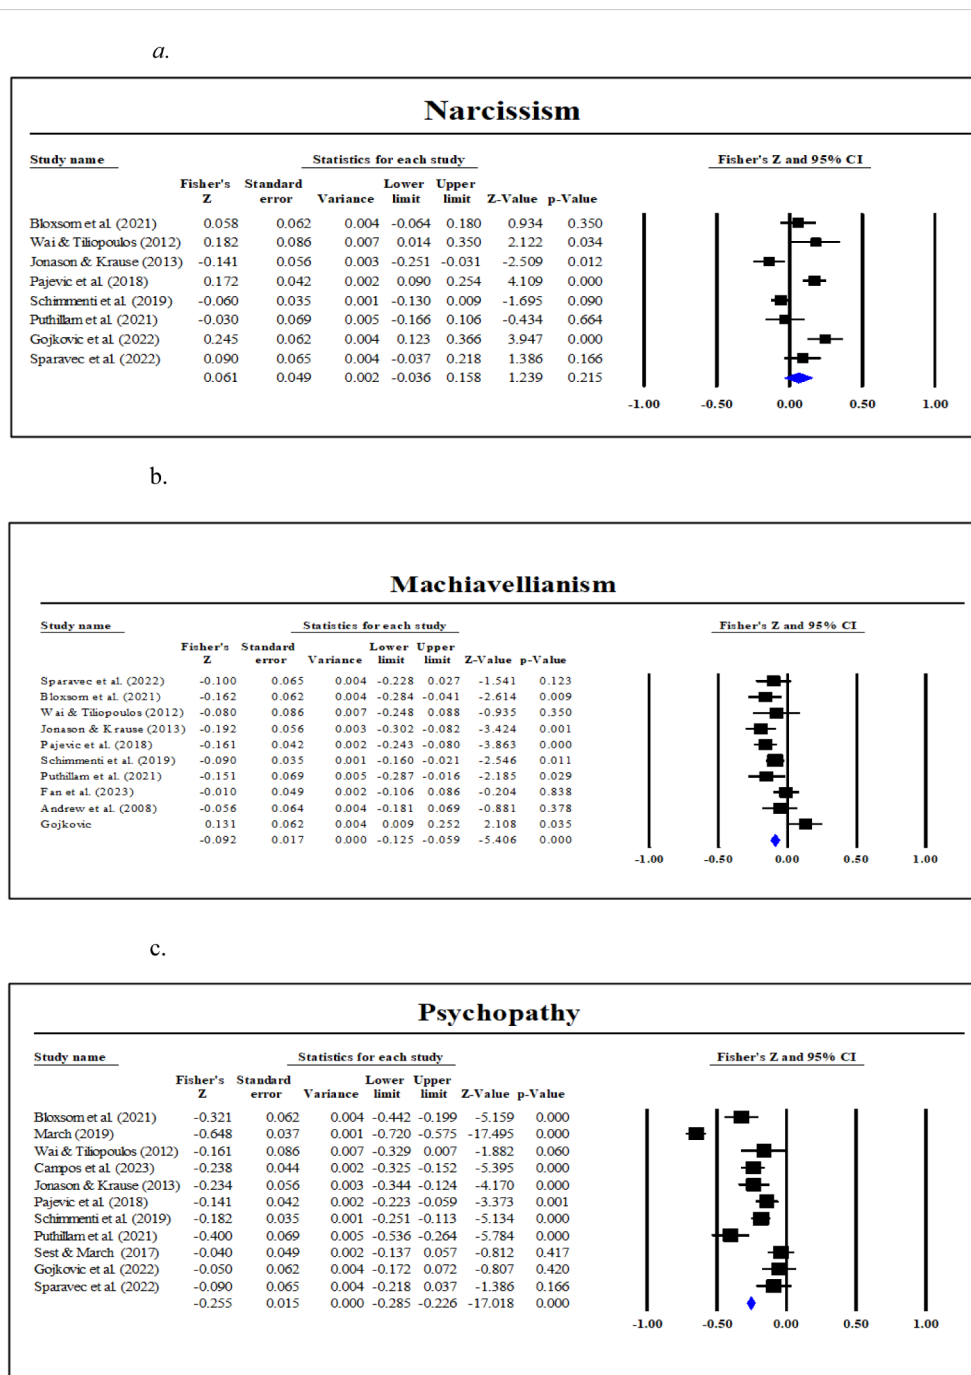 a.
Narcissism
Study name Statistics for each study Fisher's Z and 95% CI
Fisher's Standard Lower Upper
Z error Variance limit limit Z-Value p-Value
Bloxsom et al. (2021) 0.058 0.062 0.004 -0.064 0.180 0.934 0.350
Wai & Tiliopoulos (2012) 0.182 0.086 0.007 0.014 0.350 2.122 0.034
Jonason & Krause (2013) -0.141 0.056 0.003 -0.251 -0.031 -2.509 0.012
Pajevic et al. (2018) 0.172 0.042 0.002 0.090 0.254 4.109 0.000
Schimmenti et al. (2019) -0.060 0.035 0.001 -0.130 0.009 -1.695 0.090
Puthillam et al. (2021) -0.030 0.069 0.005 -0.166 0.106 -0.434 0.664
Gojkovic et al. (2022) 0.245 0.062 0.004 0.123 0.366 3.947 0.000
Sparavec et al. (2022) 0.090 0.065 0.004 -0.037 0.218 1.386 0.166
0.061 0.049 0.002 -0.036 0.158 1.239 0.215
-1.00 -0.50 0.00 0.50 1.00
b.
Machiavellianism
Study name Statistics for each study Fisher's Z and 95% CI
Fisher's Standard Lower Upper
Z error Variance limit limit Z-Value p-Value
Sparavec et al. (2022) -0.100 0.065 0.004 -0.228 0.027 -1.541 0.123
Bloxsom et al. (2021) -0.162 0.062 0.004 -0.284 -0.041 -2.614 0.009
Wai & Tiliopoulos (2012) -0.080 0.086 0.007 -0.248 0.088 -0.935 0.350
Jonason & Krause (2013) -0.192 0.056 0.003 -0.302 -0.082 -3.424 0.001
Pajevic et al. (2018) -0.161 0.042 0.002 -0.243 -0.080 -3.863 0.000
Schimmenti et al. (2019) -0.090 0.035 0.001 -0.160 -0.021 -2.546 0.011
Puthillam et al. (2021) -0.151 0.069 0.005 -0.287 -0.016 -2.185 0.029
Fan et al. (2023) -0.010 0.049 0.002 -0.106 0.086 -0.204 0.838
Andrew et al. (2008) -0.056 0.064 0.004 -0.181 0.069 -0.881 0.378
Gojkovic 0.131 0.062 0.004 0.009 0.252 2.108 0.035
-0.092 0.017 0.000 -0.125 -0.059 -5.406 0.000
-1.00 -0.50 0.00 0.50 1.00
c.
Psychopathy
Study name Statistics for each study Fisher's Z and 95% CI
Fisher's Standard Lower Upper
Z error Variance limit limit Z-Value p-Value
Bloxsom et al. (2021) -0.321 0.062 0.004 -0.442 -0.199 -5.159 0.000
March (2019) -0.648 0.037 0.001 -0.720 -0.575 -17.495 0.000
Wai & Tiliopoulos (2012) -0.161 0.086 0.007 -0.329 0.007 -1.882 0.060
Campos et al. (2023) -0.238 0.044 0.002 -0.325 -0.152 -5.395 0.000
Jonason & Krause (2013) -0.234 0.056 0.003 -0.344 -0.124 -4.170 0.000
Pajevic et al. (2018) -0.141 0.042 0.002 -0.223 -0.059 -3.373 0.001
Schimmenti et al. (2019) -0.182 0.035 0.001 -0.251 -0.113 -5.134 0.000
Puthillam et al. (2021) -0.400 0.069 0.005 -0.536 -0.264 -5.784 0.000
Sest & March (2017) -0.040 0.049 0.002 -0.137 0.057 -0.812 0.417
Gojkovic et al. (2022) -0.050 0.062 0.004 -0.172 0.072 -0.807 0.420
Sparavec et al. (2022) -0.090 0.065 0.004 -0.218 0.037 -1.386 0.166
-0.255 0.015 0.000 -0.285 -0.226 -17.018 0.000
-1.00 -0.50 0.00 0.50 1.00